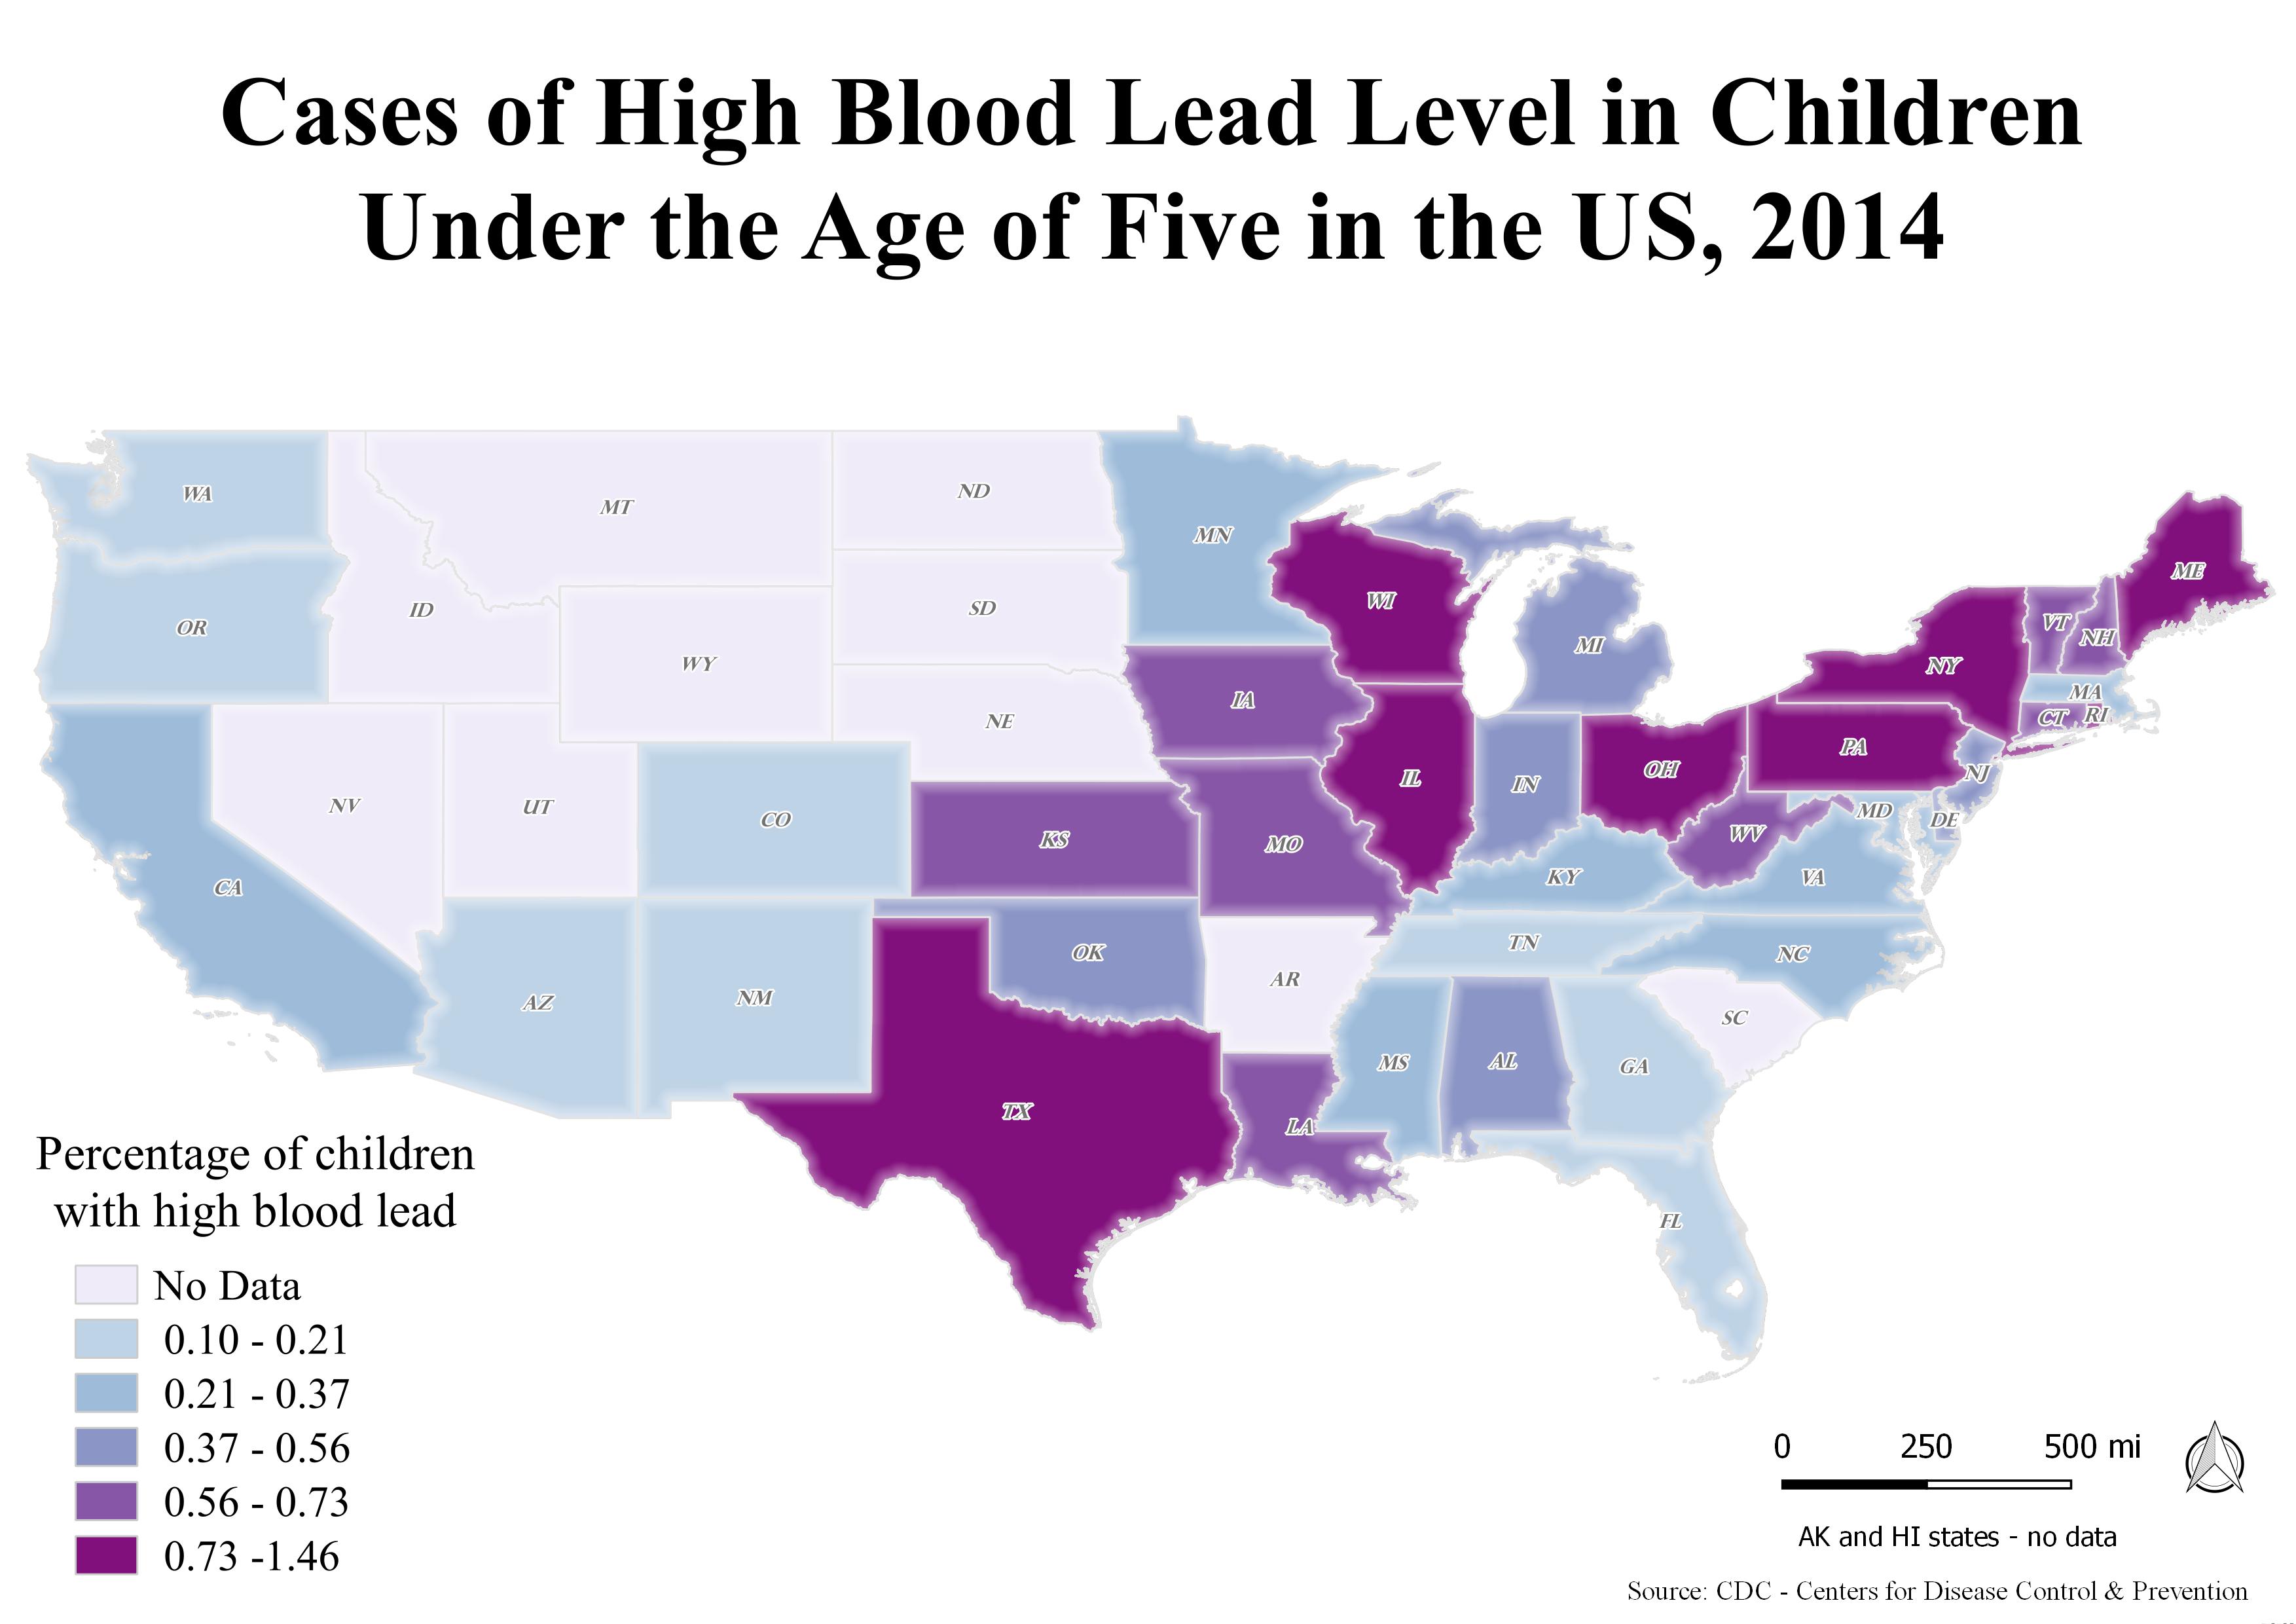 Cases of High Blood Lead Level in Children
Under the Age of Five in the US, 2014
WA
MT
ND
MN
OR
ID
SD
WI
ME
WY
MI
VT
NH
NY
IA
NE
MA
CT
RI
NV
UT
CO
KS
MO
IL
IN
OH
PA
NJ
MD
DE
WV
CA
KY
VA
AZ
NM
OK
AR
TN
NC
SC
TX
LA
MS
AL
GA
FL
Percentage of children
with high blood lead
No Data
0.10 - 0.21
0.21 - 0.37
0.37 - 0.56
0.56 - 0.73
0.73 -1.46
0 250 500 mi
AK and HI states - no data
Source: CDC - Centers for Disease Control & Prevention